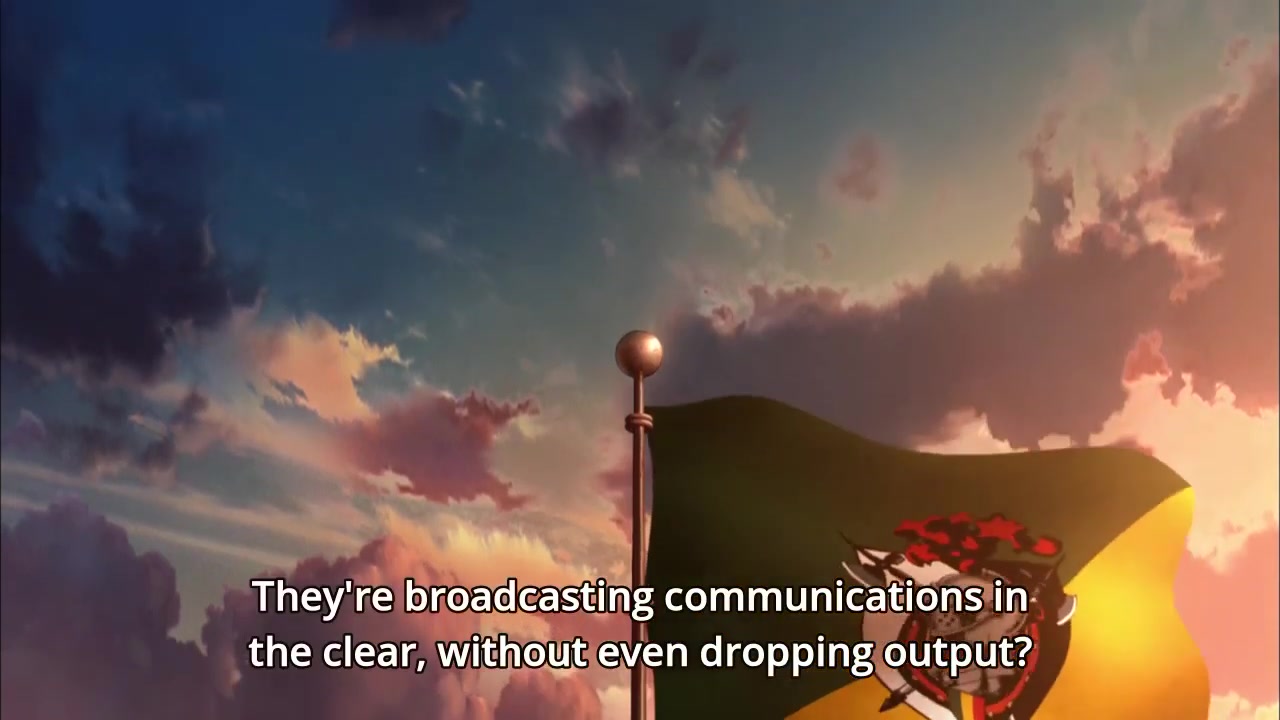 They're broadcasting communications in
the clear, without even dropping output?